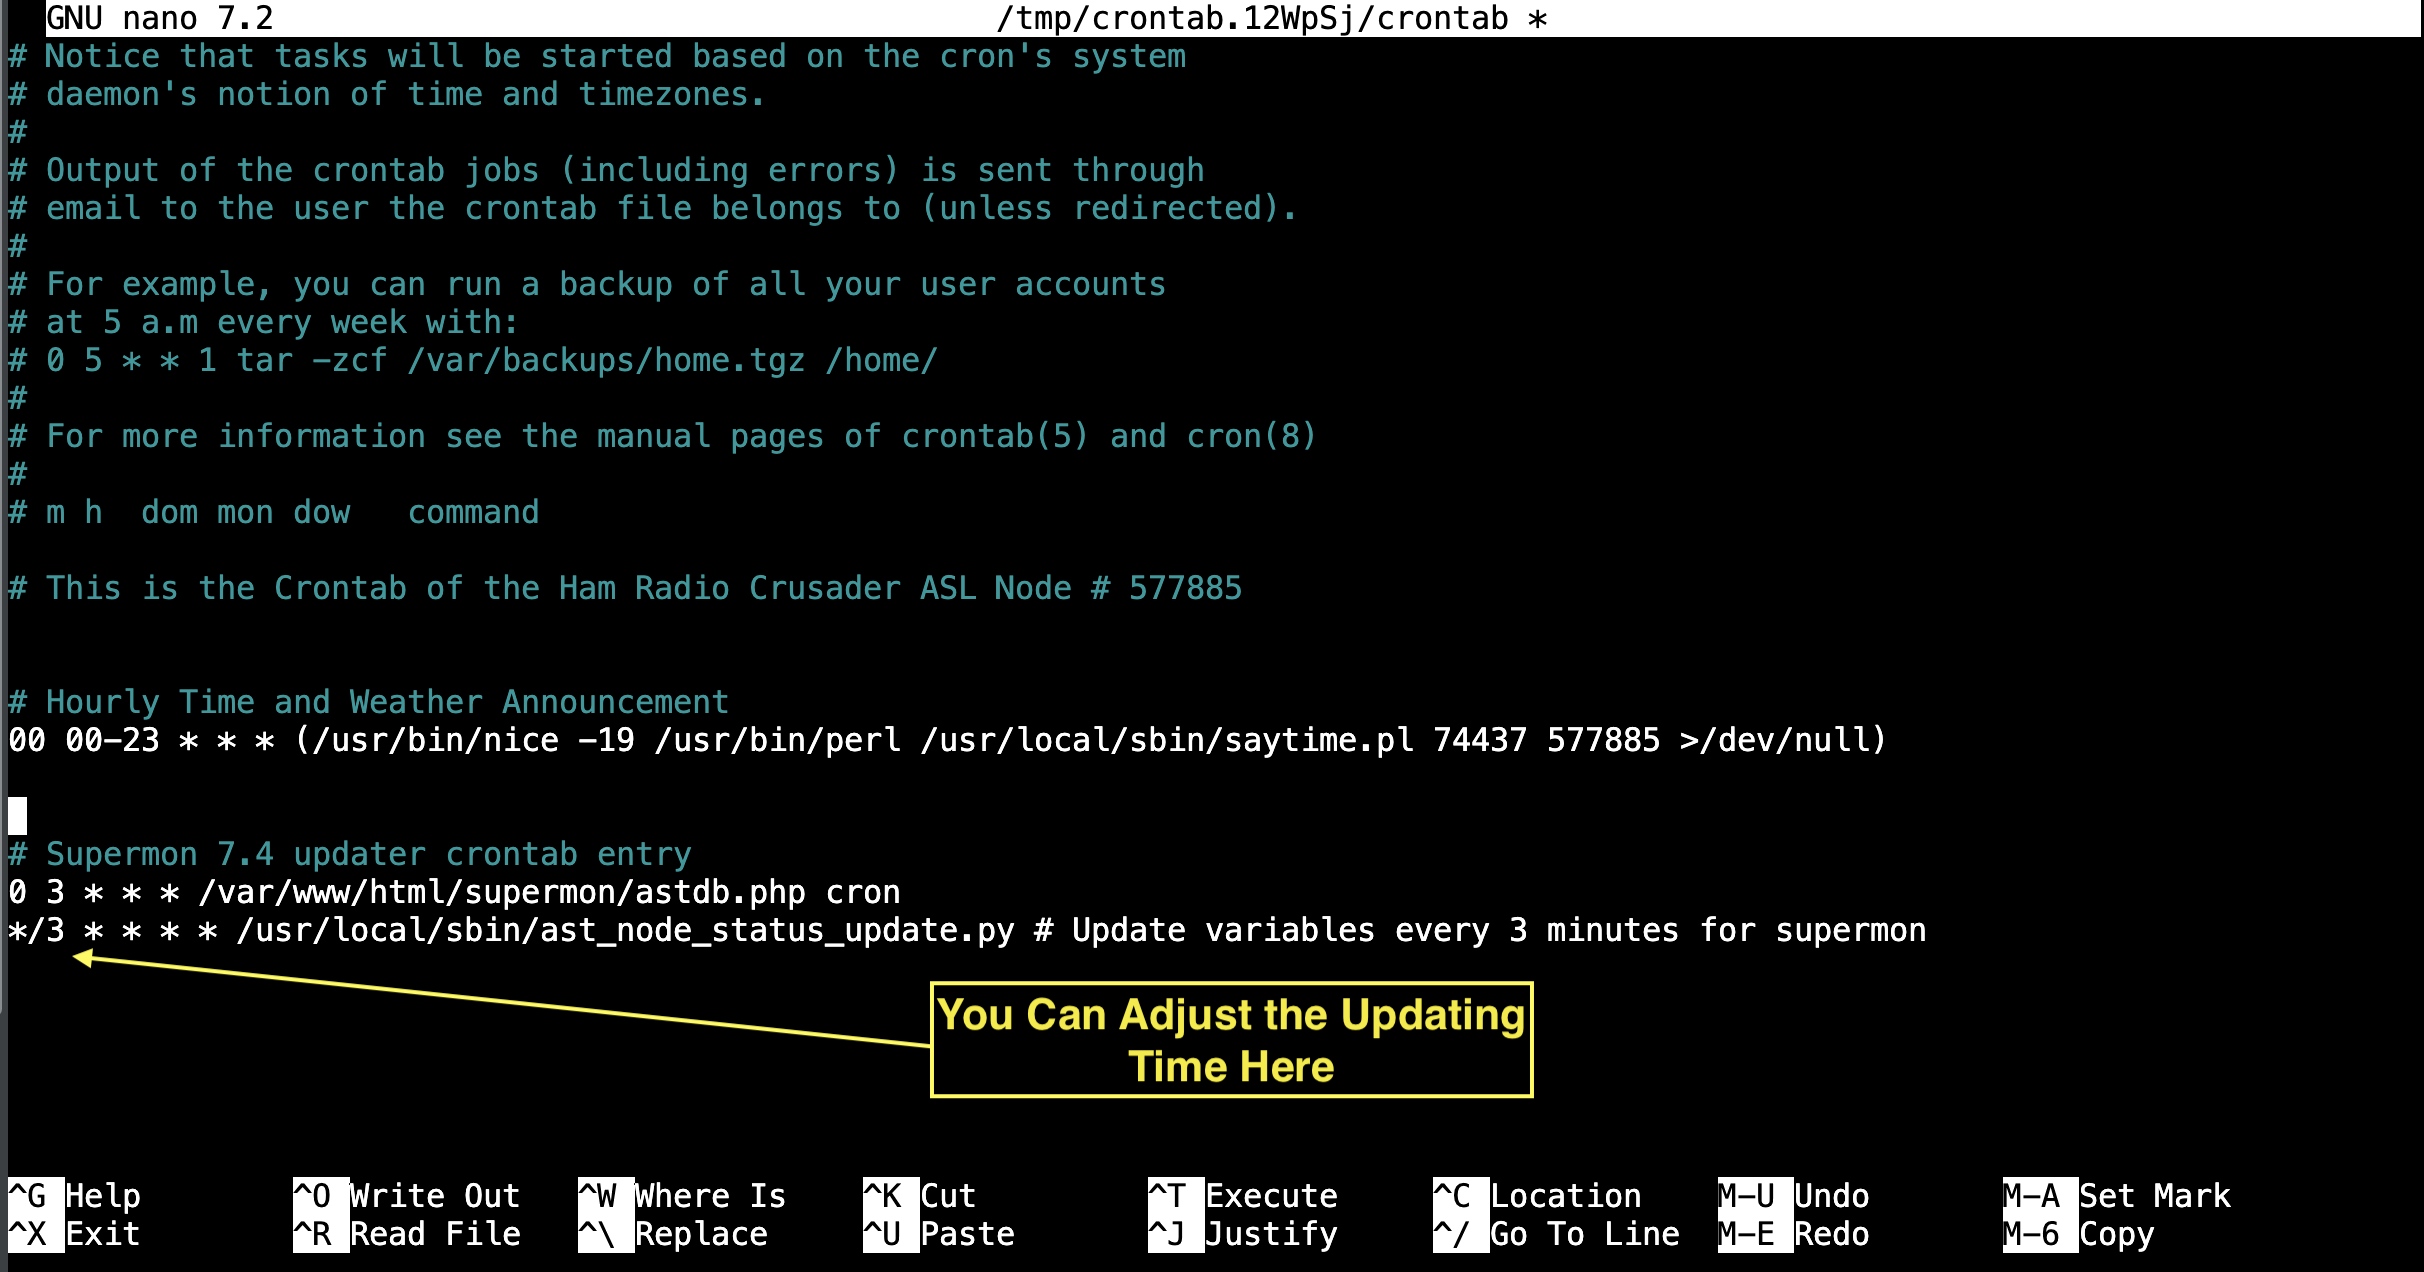 GNU nano 7.2 /tmp/crontab.12WpSj/crontab *
# Notice that tasks will be started based on the cron's system
# daemon's notion of time and timezones.
#
# Output of the crontab jobs (including errors) is sent through
# email to the user the crontab file belongs to (unless redirected).
#
# For example, you can run a backup of all your user accounts
# at 5 a.m every week with:
# 0 5 * * 1 tar -zcf /var/backups/home.tgz /home/
#
# For more information see the manual pages of crontab(5) and cron(8)
#
# m h  dom mon dow   command
# This is the Crontab of the Ham Radio Crusader ASL Node # 577885
# Hourly Time and Weather Announcement
00 00-23 * * * (/usr/bin/nice -19 /usr/bin/perl /usr/local/sbin/saytime.pl 74437 577885 >/dev/null)
# Supermon 7.4 updater crontab entry
0 3 * * * /var/www/html/supermon/astdb.php cron
*/3 * * * * /usr/local/sbin/ast_node_status_update.py # Update variables every 3 minutes for supermon
You Can Adjust the Updating
Time Here
^G Help ^O Write Out ^W Where Is ^K Cut ^T Execute ^C Location M-U Undo M-A Set Mark
^X Exit ^R Read File ^\ Replace ^U Paste ^J Justify ^/ Go To Line M-E Redo M-6 Copy